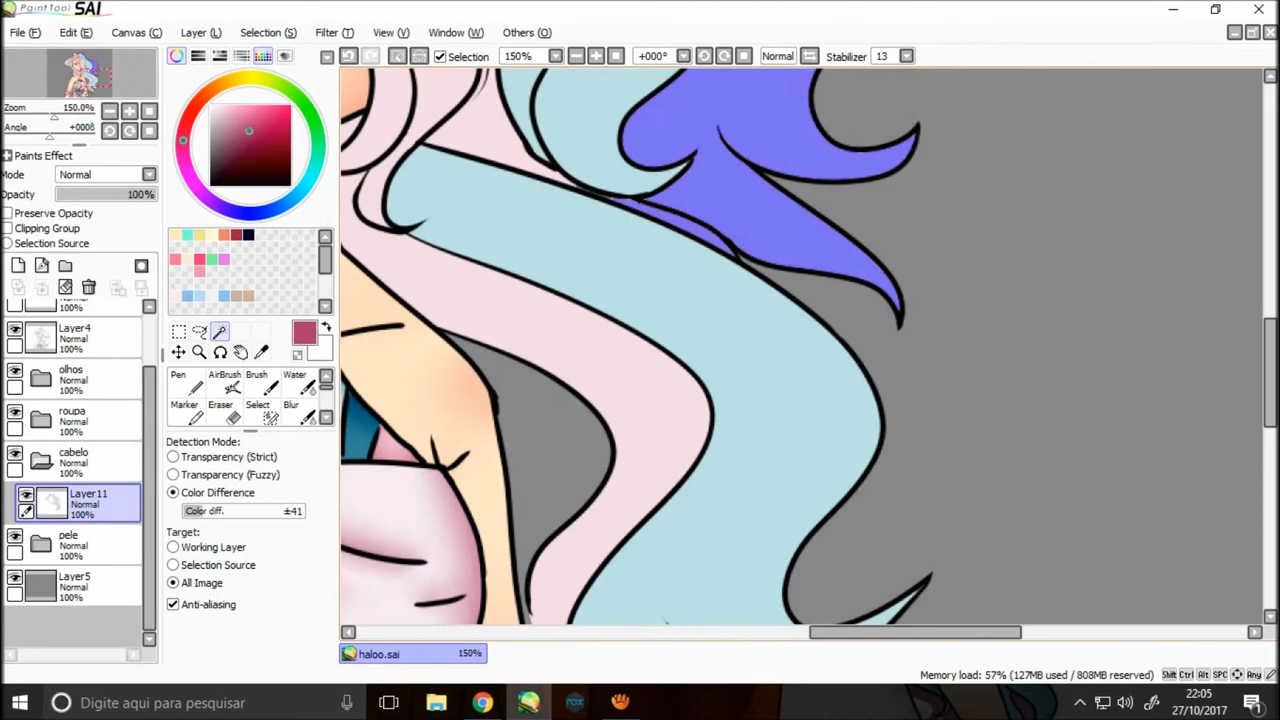 PaintTool SAI
File (F) Edit (E) Canvas (C) Layer (L) Selection (S) Filter (T) View (V) Window (W) Others (O)
Selection 150% +000° Normal Stabilizer 13
Zoom 150.0%
Angle +000ß
Paints Effect
Mode Normal
Opacity 100%
Preserve Opacity
Clipping Group
Selection Source
100%
Layer4
Normal
100%
olhos
Normal
100%
roupa
Normal
100%
cabelo
Normal
100%
Layer11
Normal
100%
pele
Normal
100%
Layer5
Normal
100%
Pen AirBrush Brush Water
Marker Eraser Select Blur
Detection Mode:
Transparency (Strict)
Transparency (Fuzzy)
Color Difference
Color diff. ±41
Target:
Working Layer
Selection Source
All Image
Anti-aliasing
haloo.sai 150%
Memory load: 57% (127MB used / 808MB reserved) Shift Ctrl Alt SPC Any
Digite aqui para pesquisar
nox
22:05
27/10/2017
1